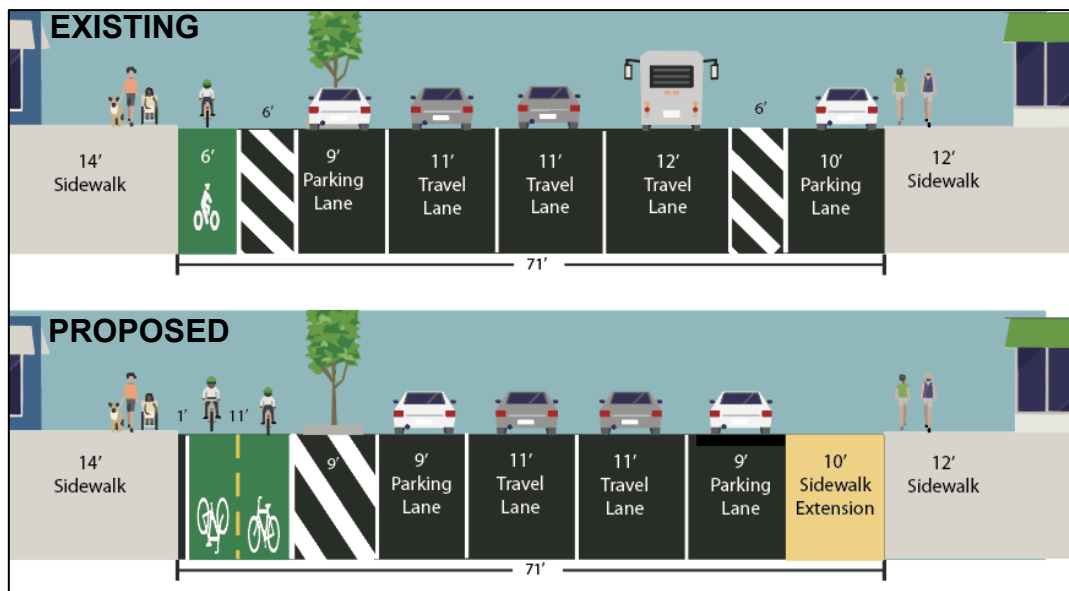 EXISTING
6'
6'
14'
Sidewalk
6'
9'
Parking
Lane
11'
Travel
Lane
11'
Travel
Lane
12'
Travel
Lane
10'
Parking
Lane
12'
Sidewalk
71'
PROPOSED
1'
11'
14'
Sidewalk
9'
9'
Parking
Lane
11'
Travel
Lane
11'
Travel
Lane
9'
Parking
Lane
10'
Sidewalk
Extension
12'
Sidewalk
71'